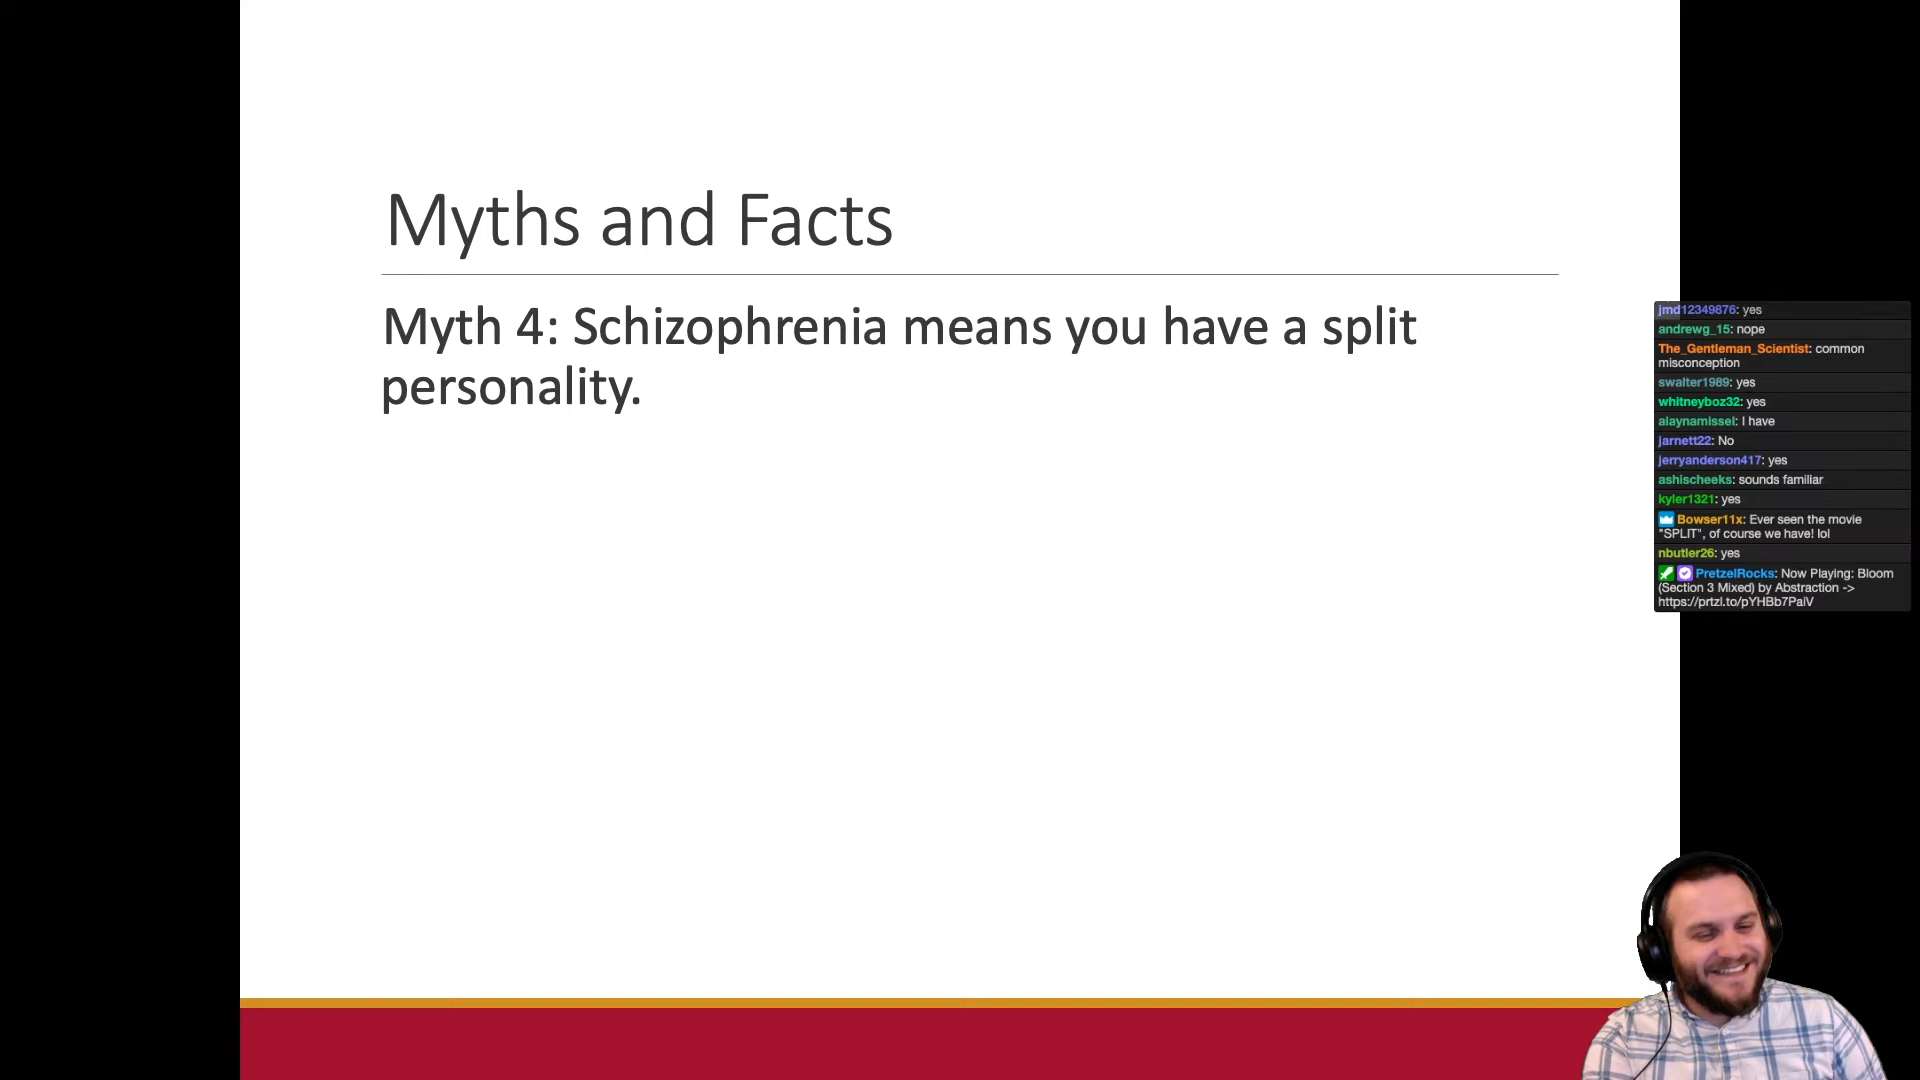 Myths and Facts
Myth 4: Schizophrenia means you have a split
personality.
jmd12349876: yes
andrewg_15: nope
The_Gentleman_Scientist: common
misconception
swalter1989: yes
whitneyboz32: yes
alaynamissel: I have
jarnett22: No
jerryanderson417: yes
ashischeeks: sounds familiar
kyler1321: yes
Bowser11x: Ever seen the movie
"SPLIT", of course we have! lol
nbutler26: yes
PretzelRocks: Now Playing: Bloom
(Section 3 Mixed) by Abstraction ->
https://prtzl.to/pYHBb7PaiV